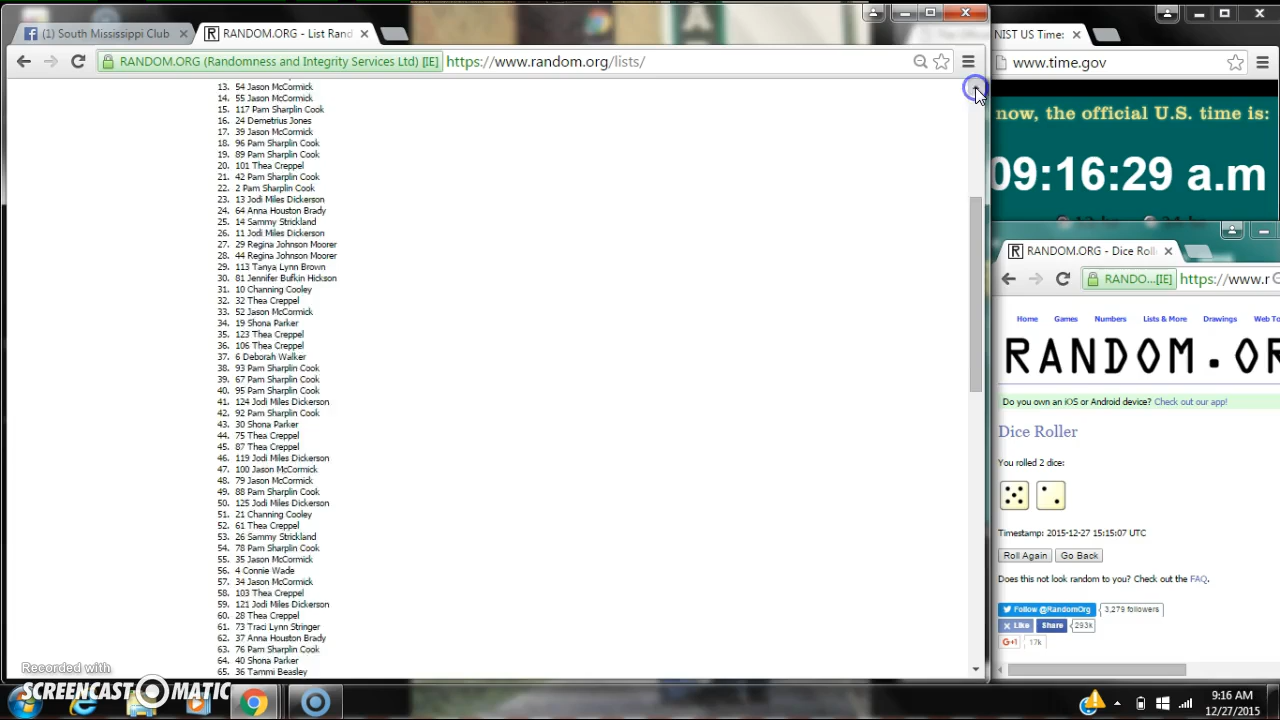 (1) South Mississippi Club
RANDOM.ORG - List Rand
RANDOM.ORG (Randomness and Integrity Services Ltd) [IE]
https://www.random.org/lists/
13. 54 Jason McCormick
14. 55 Jason McCormick
15. 117 Pam Sharplin Cook
16. 24 Demetrius Jones
17. 39 Jason McCormick
18. 96 Pam Sharplin Cook
19. 89 Pam Sharplin Cook
20. 101 Thea Creppel
21. 42 Pam Sharplin Cook
22. 2 Pam Sharplin Cook
23. 13 Jodi Miles Dickerson
24. 64 Anna Houston Brady
25. 14 Sammy Strickland
26. 11 Jodi Miles Dickerson
27. 29 Regina Johnson Moorer
28. 44 Regina Johnson Moorer
29. 113 Tanya Lynn Brown
30. 81 Jennifer Bufkin Hickson
31. 10 Channing Cooley
32. 32 Thea Creppel
33. 52 Jason McCormick
34. 19 Shona Parker
35. 123 Thea Creppel
36. 106 Thea Creppel
37. 6 Deborah Walker
38. 93 Pam Sharplin Cook
39. 67 Pam Sharplin Cook
40. 95 Pam Sharplin Cook
41. 124 Jodi Miles Dickerson
42. 92 Pam Sharplin Cook
43. 30 Shona Parker
44. 75 Thea Creppel
45. 87 Thea Creppel
46. 119 Jodi Miles Dickerson
47. 100 Jason McCormick
48. 79 Jason McCormick
49. 88 Pam Sharplin Cook
50. 125 Jodi Miles Dickerson
51. 21 Channing Cooley
52. 61 Thea Creppel
53. 26 Sammy Strickland
54. 78 Pam Sharplin Cook
55. 35 Jason McCormick
56. 4 Connie Wade
57. 34 Jason McCormick
58. 103 Thea Creppel
59. 121 Jodi Miles Dickerson
60. 28 Thea Creppel
61. 73 Traci Lynn Stringer
62. 37 Anna Houston Brady
63. 76 Pam Sharplin Cook
64. 40 Shona Parker
65. 36 Tammi Beasley
NIST US Time:
www.time.gov
now, the official U.S. time is:
09:16:29 a.m
RANDOM.ORG - Dice Roll
RANDO...[IE] https://www.r
Home Games Numbers Lists & More Drawings Web To
RANDOM.OR
Do you own an iOS or Android device? Check out our app!
Dice Roller
You rolled 2 dice:
Timestamp: 2015-12-27 15:15:07 UTC
Roll Again Go Back
Does this not look random to you? Check out the FAQ.
Follow @RandomOrg 3,279 followers
Like Share 293k
G+1 17k
Recorded with
SCREENCAST MATIC
9:16 AM
12/27/2015